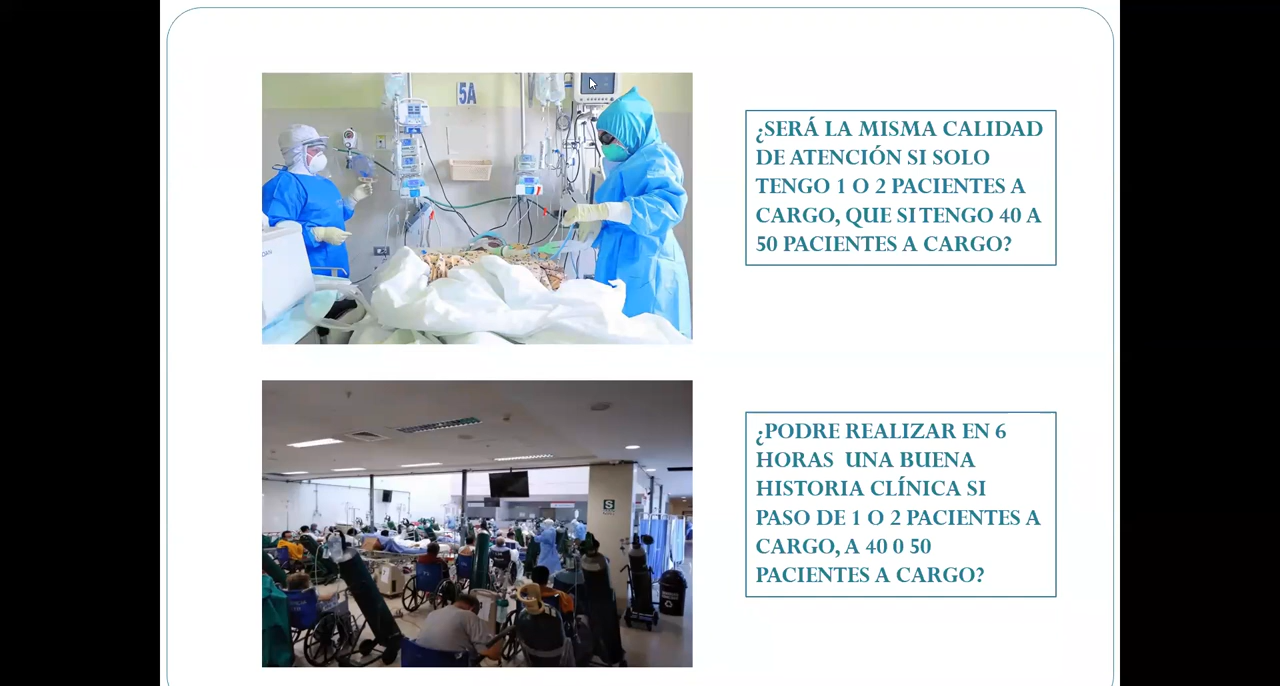 5A
¿SERÁ LA MISMA CALIDAD
DE ATENCIÓN SI SOLO
TENGO 1 O 2 PACIENTES A
CARGO, QUE SI TENGO 40 A
50 PACIENTES A CARGO?
S
¿PODRE REALIZAR EN 6
HORAS UNA BUENA
HISTORIA CLÍNICA SI
PASO DE 1 O 2 PACIENTES A
CARGO, A 40 0 50
PACIENTES A CARGO?